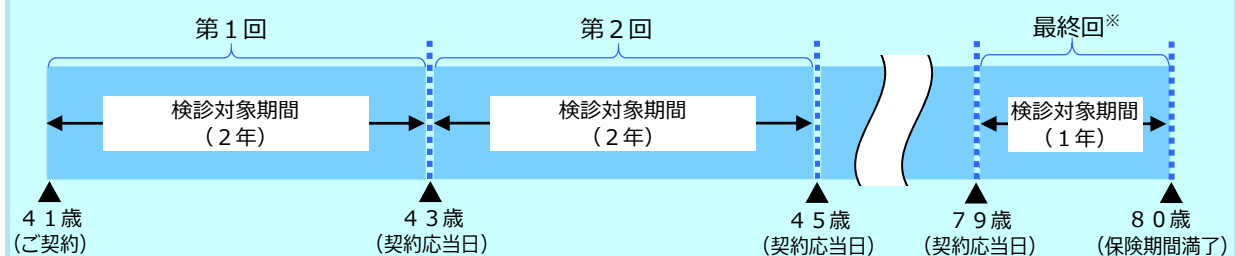 第１回
第２回
最終回※
検診対象期間
（２年）
検診対象期間
（２年）
検診対象期間
（１年）
４１歳
（ご契約）
４３歳
（契約応当日）
４５歳
（契約応当日）
７９歳
（契約応当日）
８０歳
（保険期間満了）